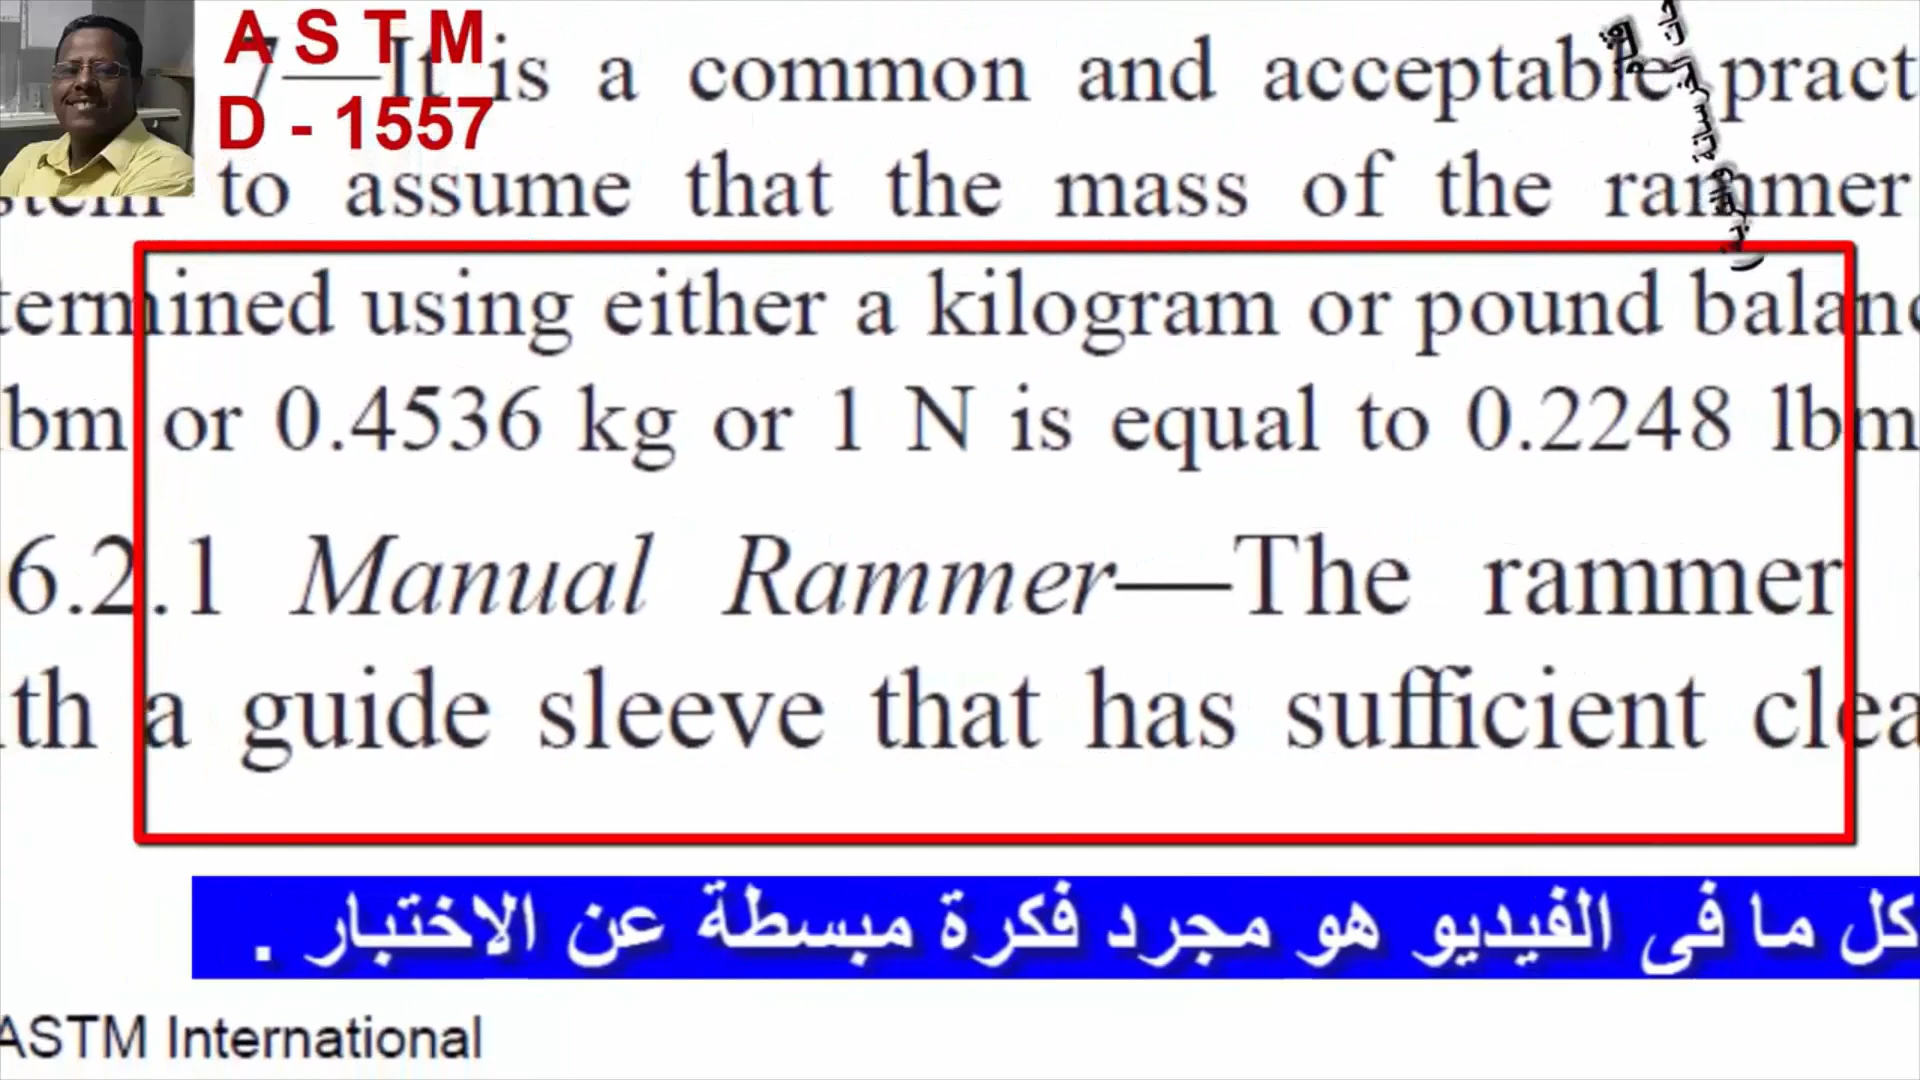 A S T M
D - 1557
7—It is a common and acceptable pract
to assume that the mass of the rammer
termined using either a kilogram or pound balanc
bm or 0.4536 kg or 1 N is equal to 0.2248 lbm
6.2.1 Manual Rammer—The rammer
th a guide sleeve that has sufficient clea
كل ما فى الفيديو هو مجرد فكرة مبسطة عن الاختبار .
ASTM International